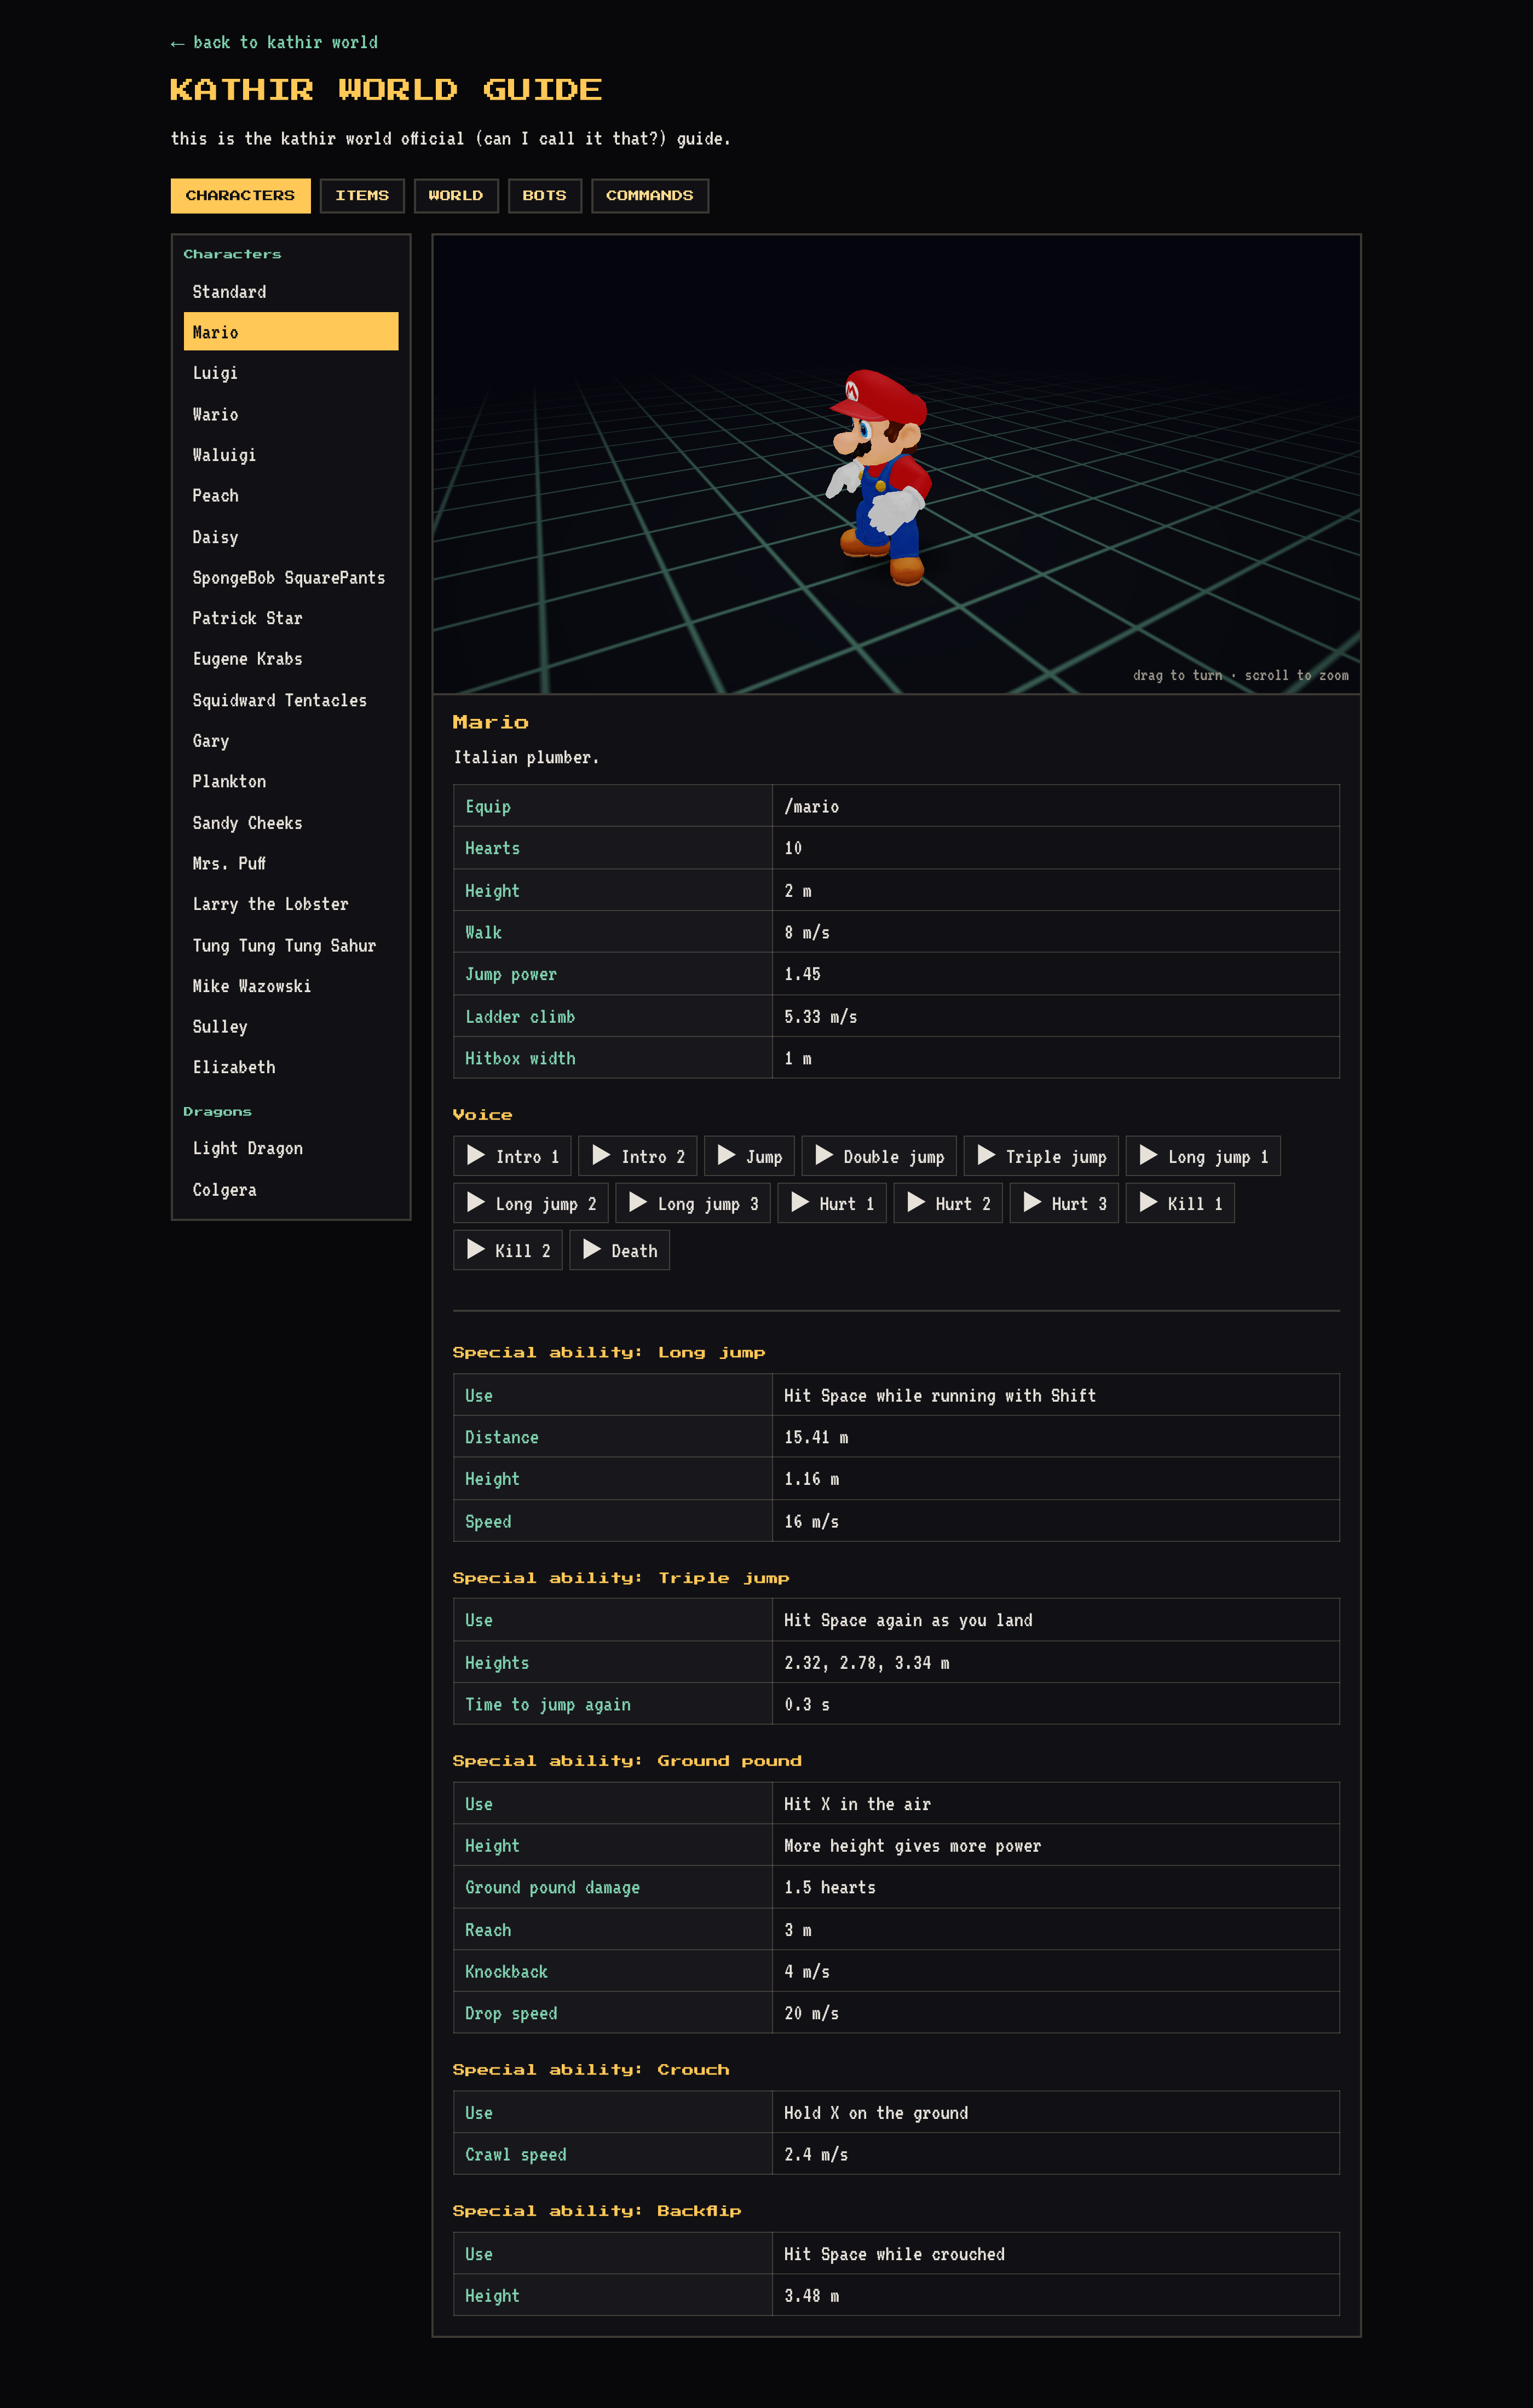 ← back to kathir world
KATHIR WORLD GUIDE
this is the kathir world official (can I call it that?) guide.
CHARACTERS ITEMS WORLD BOTS COMMANDS
Characters
Standard
Mario
Luigi
Wario
Waluigi
Peach
Daisy
SpongeBob SquarePants
Patrick Star
Eugene Krabs
Squidward Tentacles
Gary
Plankton
Sandy Cheeks
Mrs. Puff
Larry the Lobster
Tung Tung Tung Sahur
Mike Wazowski
Sulley
Elizabeth
Dragons
Light Dragon
Colgera
M
drag to turn · scroll to zoom
Mario
Italian plumber.
Equip /mario
Hearts 10
Height 2 m
Walk 8 m/s
Jump power 1.45
Ladder climb 5.33 m/s
Hitbox width 1 m
Voice
▶ Intro 1 ▶ Intro 2 ▶ Jump ▶ Double jump ▶ Triple jump ▶ Long jump 1
▶ Long jump 2 ▶ Long jump 3 ▶ Hurt 1 ▶ Hurt 2 ▶ Hurt 3 ▶ Kill 1
▶ Kill 2 ▶ Death
Special ability: Long jump
Use Hit Space while running with Shift
Distance 15.41 m
Height 1.16 m
Speed 16 m/s
Special ability: Triple jump
Use Hit Space again as you land
Heights 2.32, 2.78, 3.34 m
Time to jump again 0.3 s
Special ability: Ground pound
Use Hit X in the air
Height More height gives more power
Ground pound damage 1.5 hearts
Reach 3 m
Knockback 4 m/s
Drop speed 20 m/s
Special ability: Crouch
Use Hold X on the ground
Crawl speed 2.4 m/s
Special ability: Backflip
Use Hit Space while crouched
Height 3.48 m